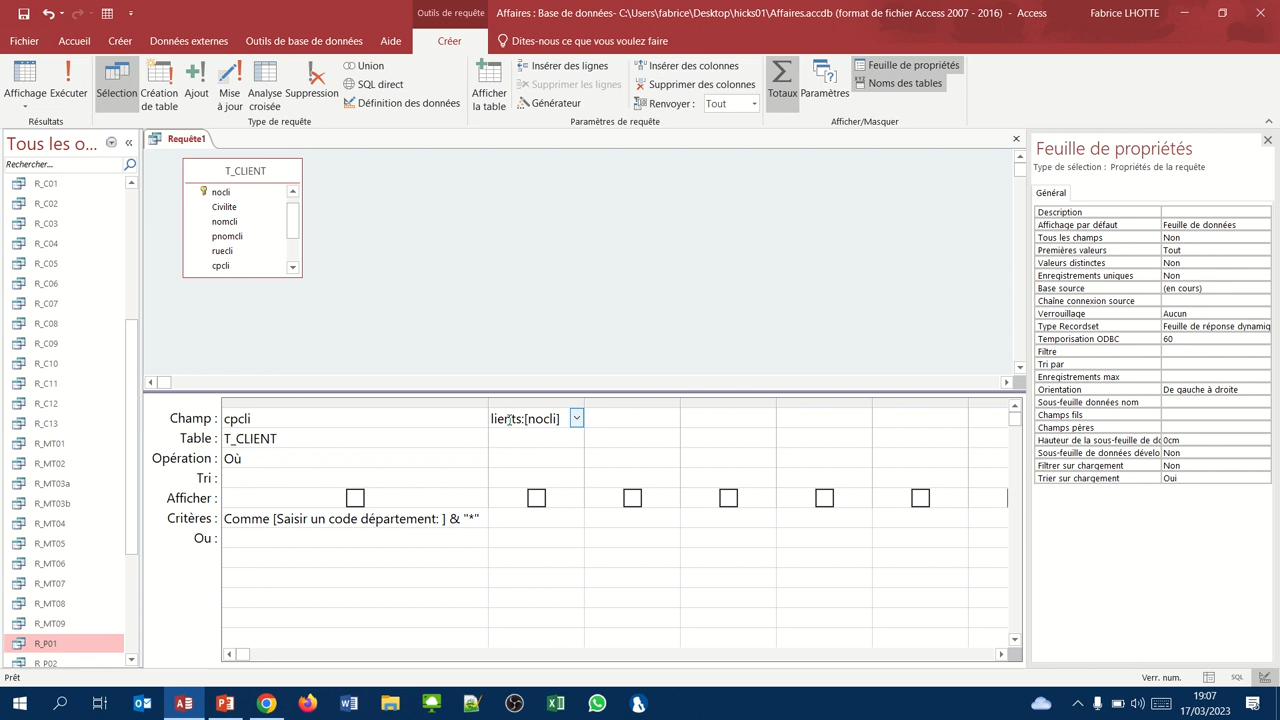 Outils de requête
Affaires : Base de données- C:\Users\fabrice\Desktop\hicks01\Affaires.accdb (format de fichier Access 2007 - 2016) - Access
Fabrice LHOTTE
Fichier Accueil Créer Données externes Outils de base de données Aide Créer Dites-nous ce que vous voulez faire
Affichage Exécuter
Résultats
Sélection Création de table Ajout Mise à jour Analyse croisée Suppression
Union
SQL direct
Définition des données
Type de requête
Afficher la table
Insérer des lignes
Supprimer les lignes
Générateur
Insérer des colonnes
Supprimer des colonnes
Renvoyer : Tout
Paramètres de requête
Totaux Paramètres
Feuille de propriétés
Noms des tables
Afficher/Masquer
Tous les o...
Rechercher...
R_C01
R_C02
R_C03
R_C04
R_C05
R_C06
R_C07
R_C08
R_C09
R_C10
R_C11
R_C12
R_C13
R_MT01
R_MT02
R_MT03a
R_MT03b
R_MT04
R_MT05
R_MT06
R_MT07
R_MT08
R_MT09
R_P01
R_P02
Requête1
T_CLIENT
nocli
Civilite
nomcli
pnomcli
ruecli
cpcli
Champ : cpcli lients:[nocli]
Table : T_CLIENT
Opération : Où
Tri :
Afficher :
Critères : Comme [Saisir un code département: ] & "*"
Ou :
Feuille de propriétés
Type de sélection : Propriétés de la requête
Général
Description
Affichage par défaut Feuille de données
Tous les champs Non
Premières valeurs Tout
Valeurs distinctes Non
Enregistrements uniques Non
Base source (en cours)
Chaîne connexion source
Verrouillage Aucun
Type Recordset Feuille de réponse dynamiq
Temporisation ODBC 60
Filtre
Tri par
Enregistrements max
Orientation De gauche à droite
Sous-feuille données nom
Champs fils
Champs pères
Hauteur de la sous-feuille de do 0cm
Sous-feuille de données dévelo Non
Filtrer sur chargement Non
Trier sur chargement Oui
Prêt
Verr. num.
SQL
19:07
17/03/2023